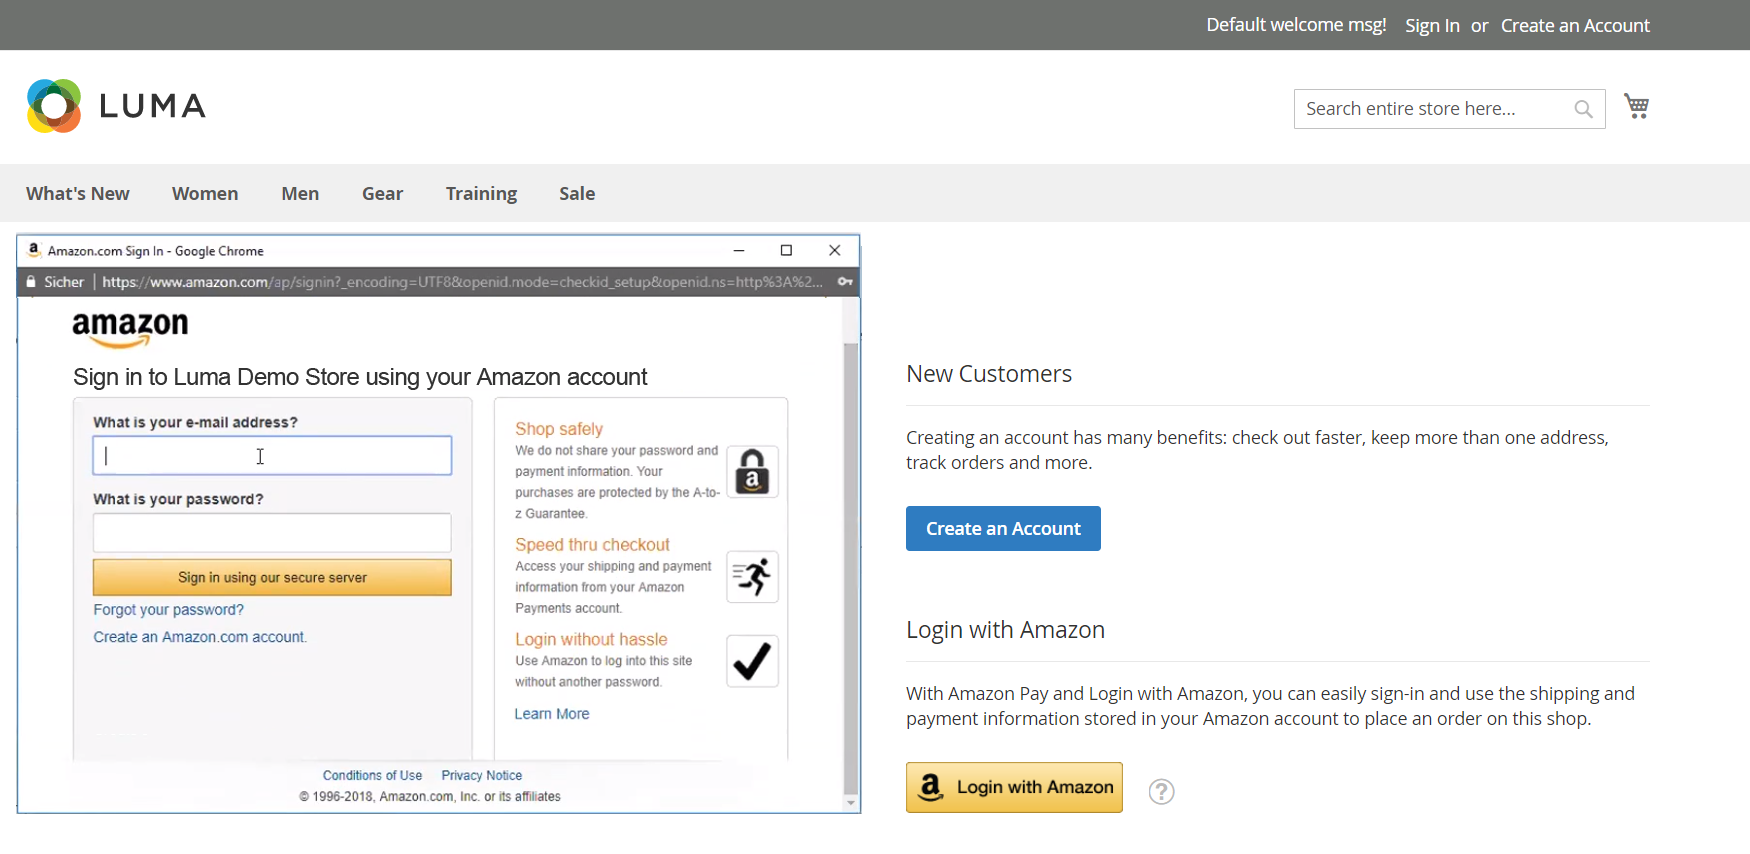 Default welcome msg! Sign In or Create an Account
LUMA
Search entire store here...
What's New Women Men Gear Training Sale
Amazon.com Sign In - Google Chrome
Sicher | https://www.amazon.com/ap/signin?_encoding=UTF8&openid.mode=checkid_setup&openid.ns=http%3A%2...
amazon
Sign in to Luma Demo Store using your Amazon account
What is your e-mail address?
What is your password?
Sign in using our secure server
Forgot your password?
Create an Amazon.com account.
Shop safely
We do not share your password and
payment information. Your
purchases are protected by the A-to-
z Guarantee.
Speed thru checkout
Access your shipping and payment
information from your Amazon
Payments account.
Login without hassle
Use Amazon to log into this site
without another password.
Learn More
Conditions of Use Privacy Notice
© 1996-2018, Amazon.com, Inc. or its affiliates
New Customers
Creating an account has many benefits: check out faster, keep more than one address,
track orders and more.
Create an Account
Login with Amazon
With Amazon Pay and Login with Amazon, you can easily sign-in and use the shipping and
payment information stored in your Amazon account to place an order on this shop.
a Login with Amazon ?